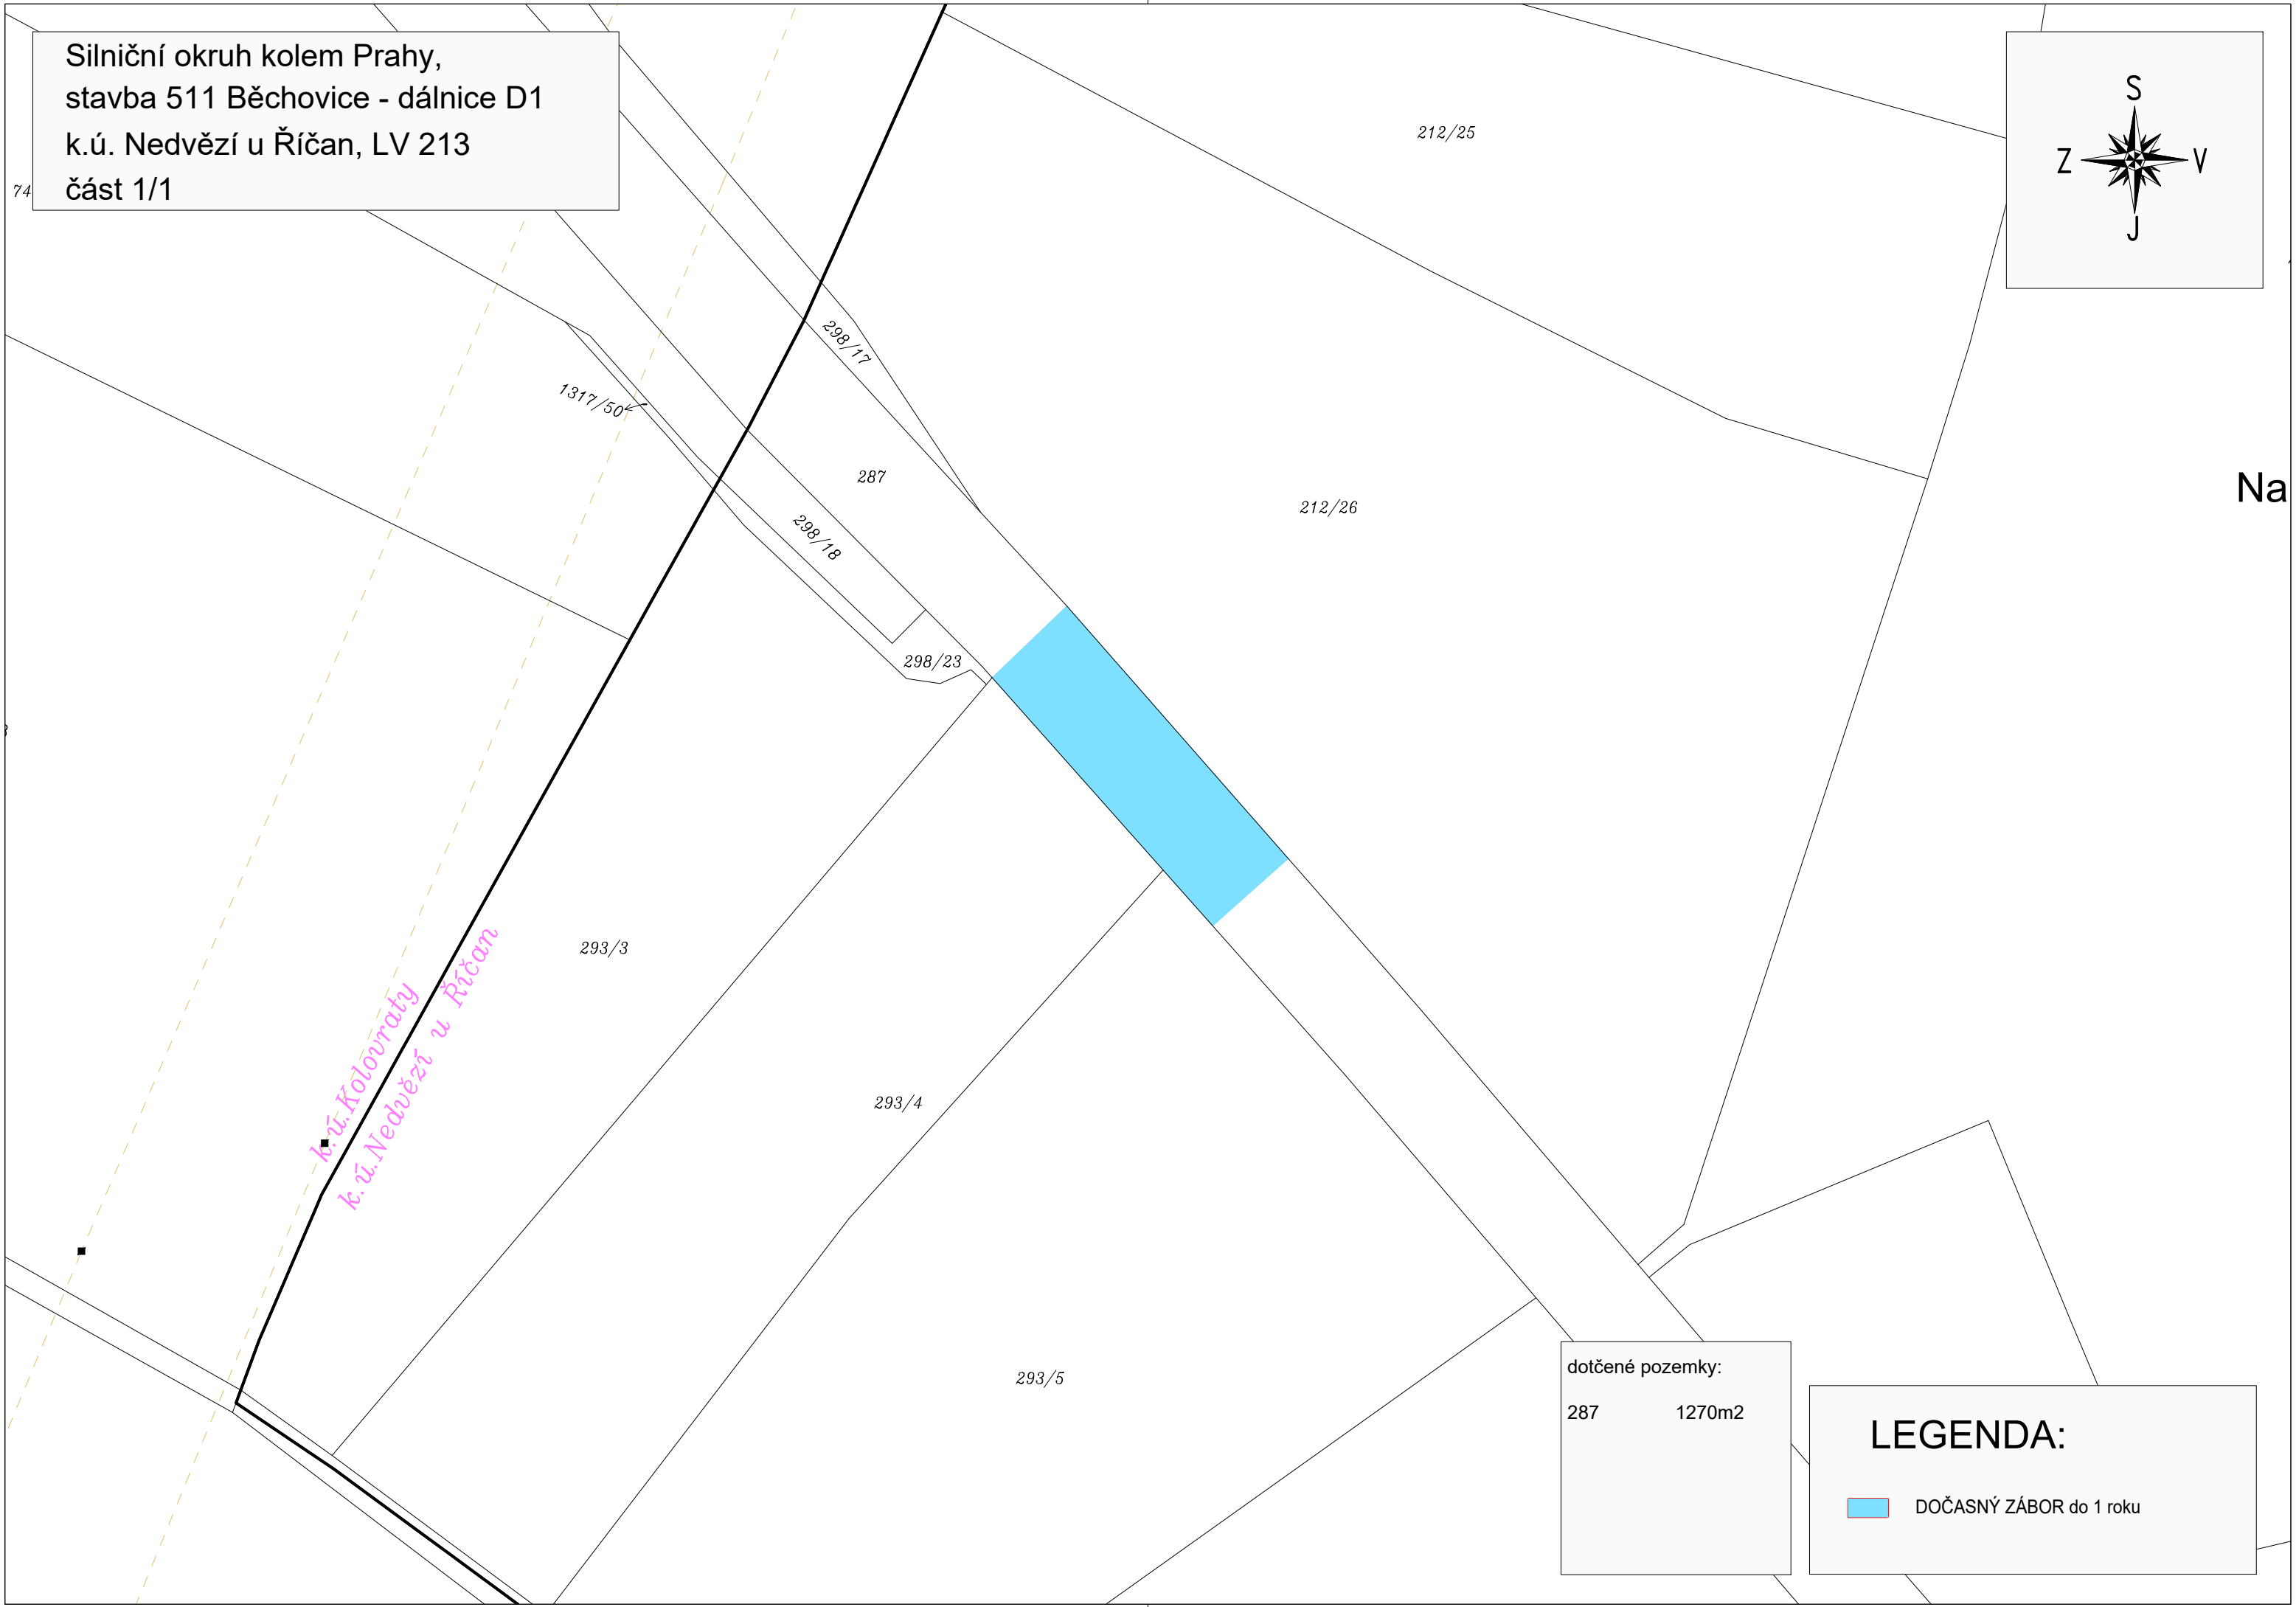 Silniční okruh kolem Prahy,
stavba 511 Běchovice - dálnice D1
k.ú. Nedvězí u Říčan, LV 213
část 1/1
S
Z
V
J
74
212/25
298/17
1317/50
287
212/26
Na
298/18
298/23
293/3
k.ú.Kolovraty
k.ú.Nedvězí u Říčan
293/4
293/5
dotčené pozemky:
287 1270m2
LEGENDA:
DOČASNÝ ZÁBOR do 1 roku